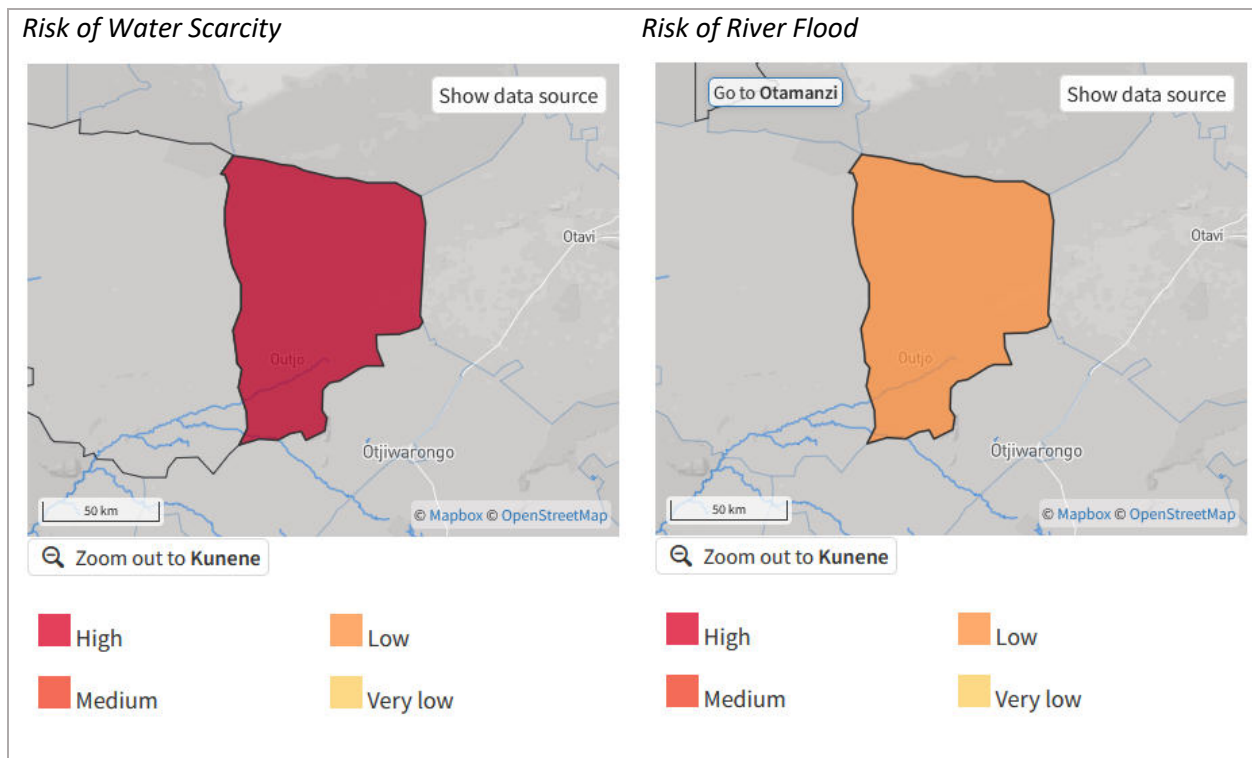 Risk of Water Scarcity
Show data source
Otavi
Outjo
Otjiwarongo
50 km
© Mapbox © OpenStreetMap
Zoom out to Kunene
High
Low
Medium
Very low
Risk of River Flood
Go to Otamanzi
Show data source
Otavi
Outjo
Otjiwarongo
50 km
© Mapbox © OpenStreetMap
Zoom out to Kunene
High
Low
Medium
Very low